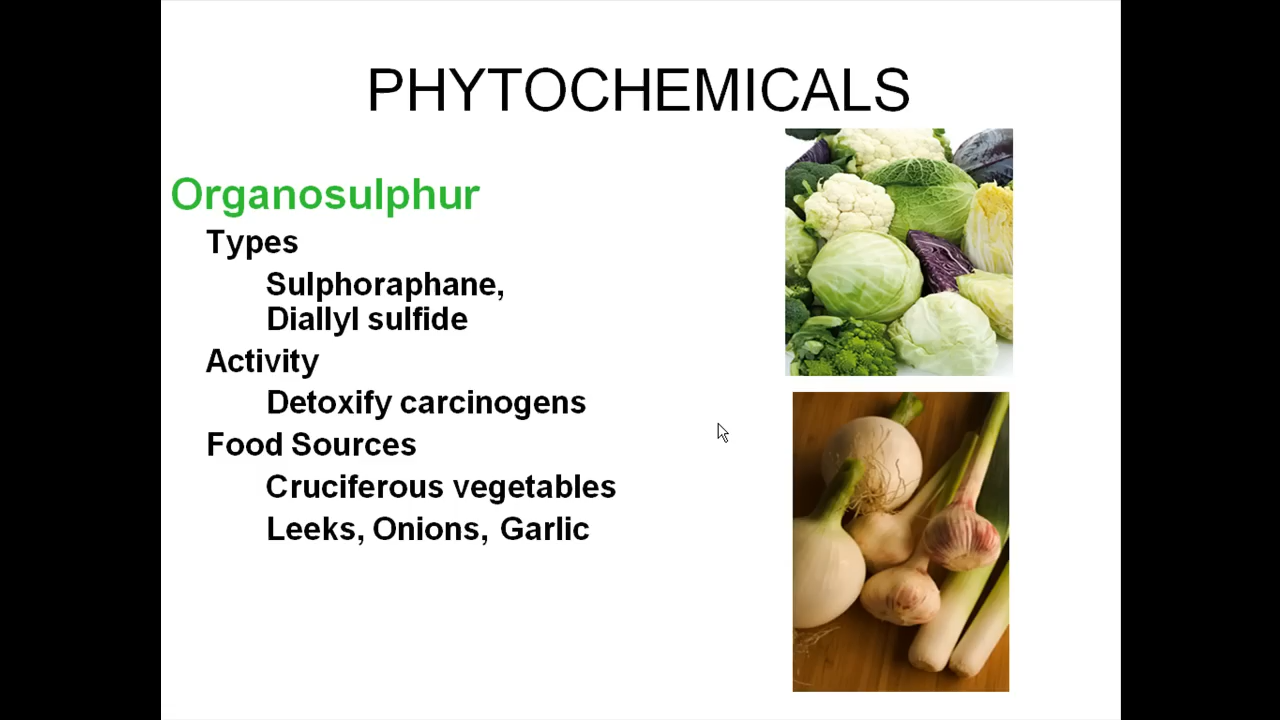 PHYTOCHEMICALS
Organosulphur
Types
Sulphoraphane,
Diallyl sulfide
Activity
Detoxify carcinogens
Food Sources
Cruciferous vegetables
Leeks, Onions, Garlic